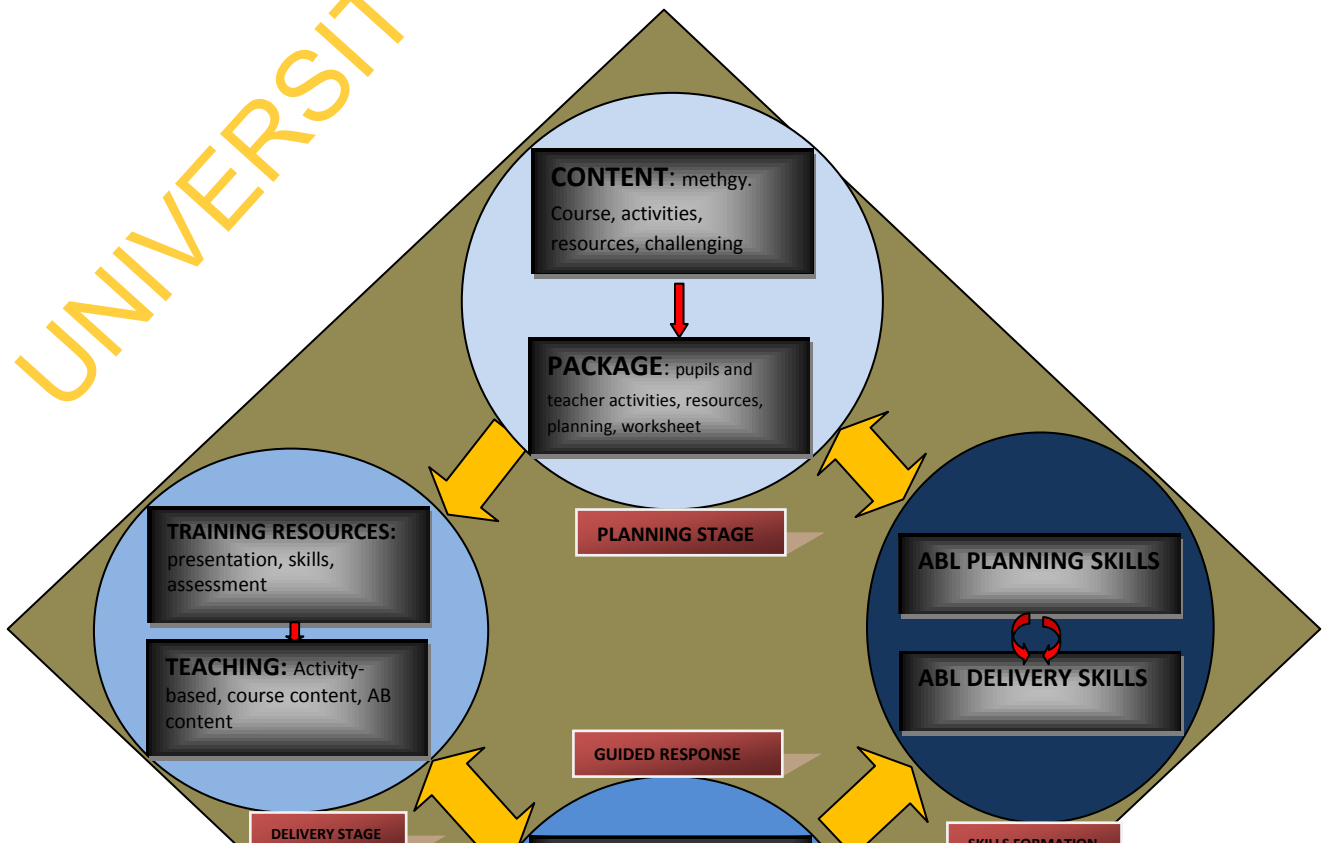 UNIVERSIT
CONTENT: methgy.
Course, activities,
resources, challenging
PACKAGE: pupils and
teacher activities, resources,
planning, worksheet
PLANNING STAGE
TRAINING RESOURCES:
presentation, skills,
assessment
TEACHING: Activity-
based, course content, AB
content
ABL PLANNING SKILLS
ABL DELIVERY SKILLS
GUIDED RESPONSE
DELIVERY STAGE
SKILLS FORMATION